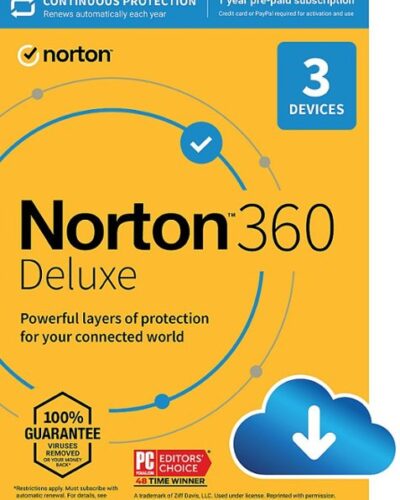 CONTINUOUS PROTECTION
Renews automatically each year
1 year pre-paid subscription
Credit card or PayPal required for activation and use
norton
3
DEVICES
Norton™ 360
Deluxe
Powerful layers of protection
for your connected world
100%
GUARANTEE
VIRUSES
REMOVED
OR YOUR MONEY
BACK*
PC
EDITORS'
CHOICE
48 TIME WINNER
*Restrictions apply. Must subscribe with
automatic renewal. For details, see
A trademark of Ziff Davis, LLC. Used under license. Reprinted with permission.